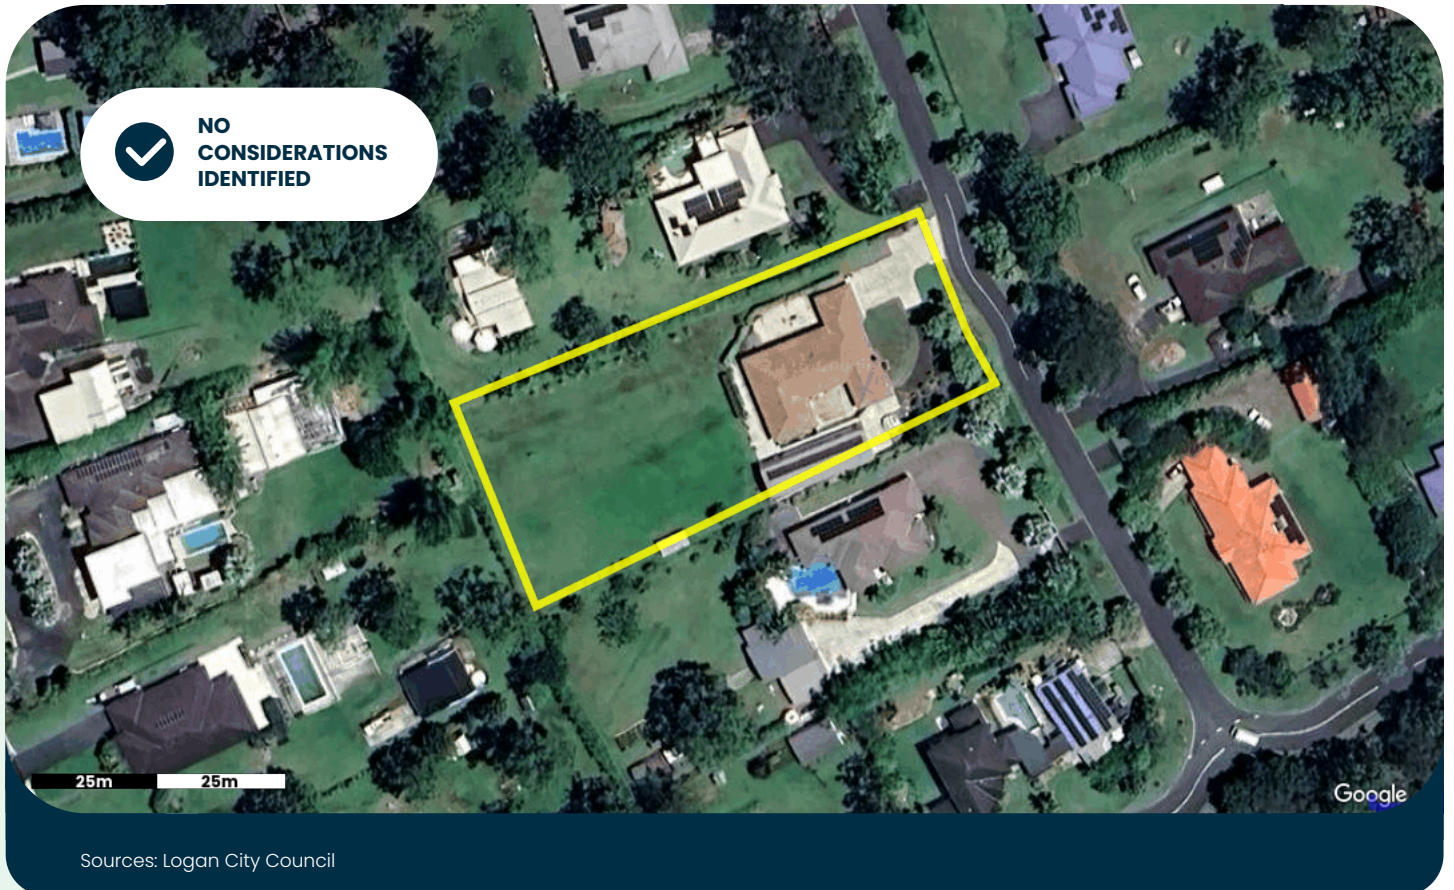 NO
CONSIDERATIONS
IDENTIFIED
25m 25m
Google
Sources: Logan City Council